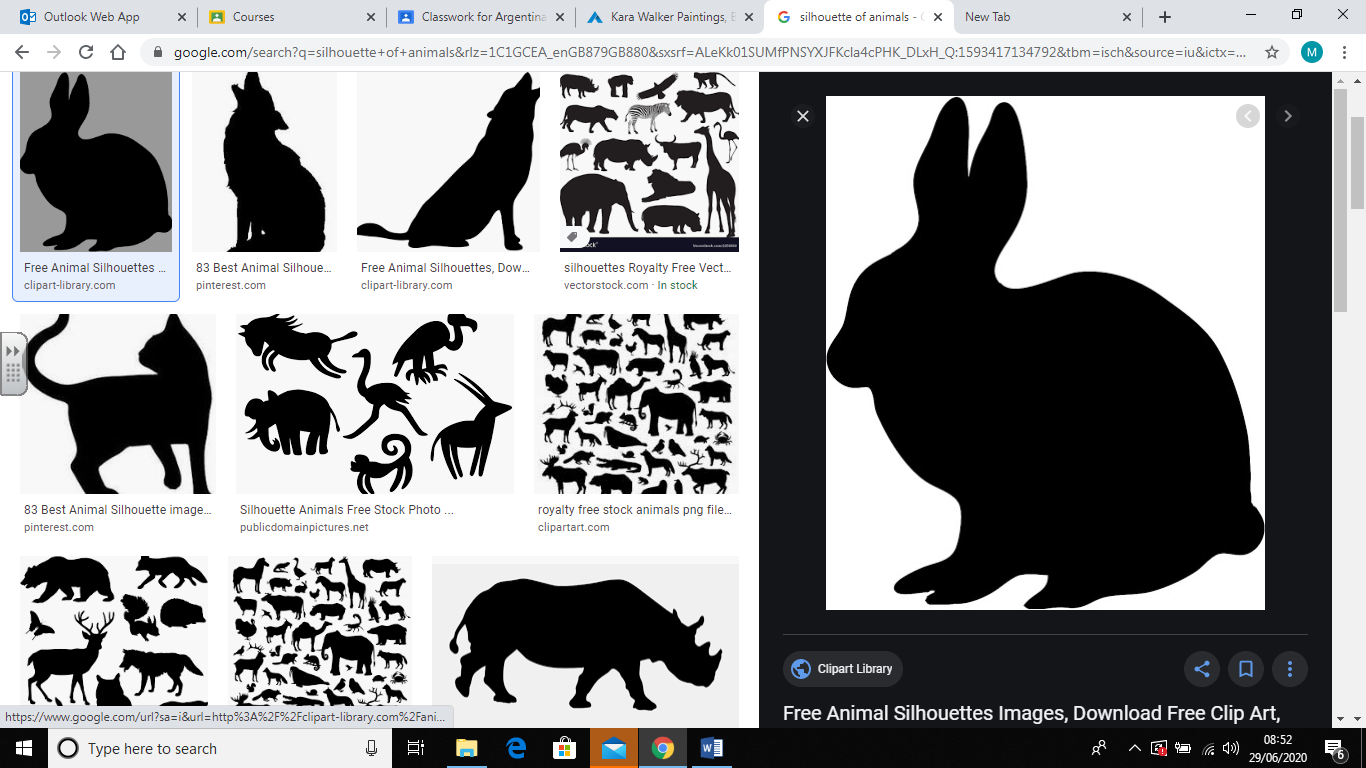 Outlook Web App
Courses
Classwork for Argentina
Kara Walker Paintings, B
silhouette of animals - G
New Tab
google.com/search?q=silhouette+of+animals&rlz=1C1GCEA_enGB879GB880&sxsrf=ALeKk01SUMfPNSYXJFKcla4cPHK_DLxH_Q:1593417134792&tbm=isch&source=iu&ictx=...
M
Free Animal Silhouettes ...
clipart-library.com
83 Best Animal Silhoue...
pinterest.com
Free Animal Silhouettes, Dow...
clipart-library.com
silhouettes Royalty Free Vect...
vectorstock.com · In stock
83 Best Animal Silhouette image...
pinterest.com
Silhouette Animals Free Stock Photo ...
publicdomainpictures.net
royalty free stock animals png file...
clipartart.com
Clipart Library
Free Animal Silhouettes Images, Download Free Clip Art,
https://www.google.com/url?sa=i&url=http%3A%2F%2Fclipart-library.com%2Fani...
Type here to search
08:52
29/06/2020
6